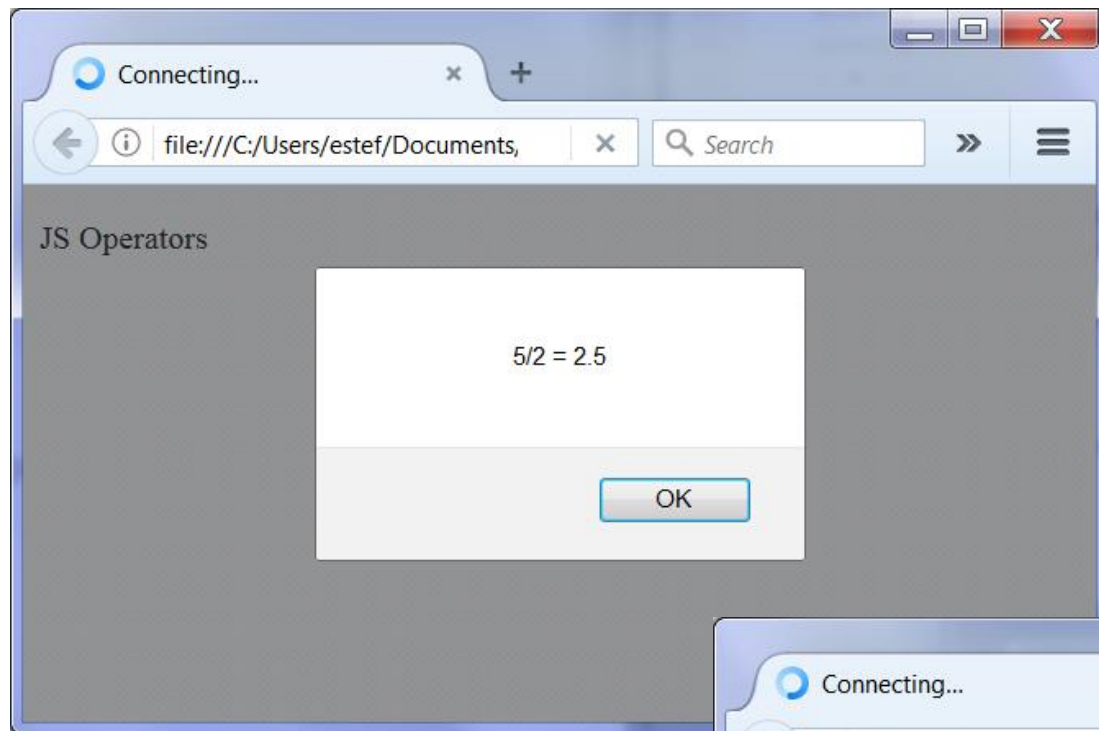 Connecting...
file:///C:/Users/estef/Documents,
Search
JS Operators
5/2 = 2.5
OK
Connecting...